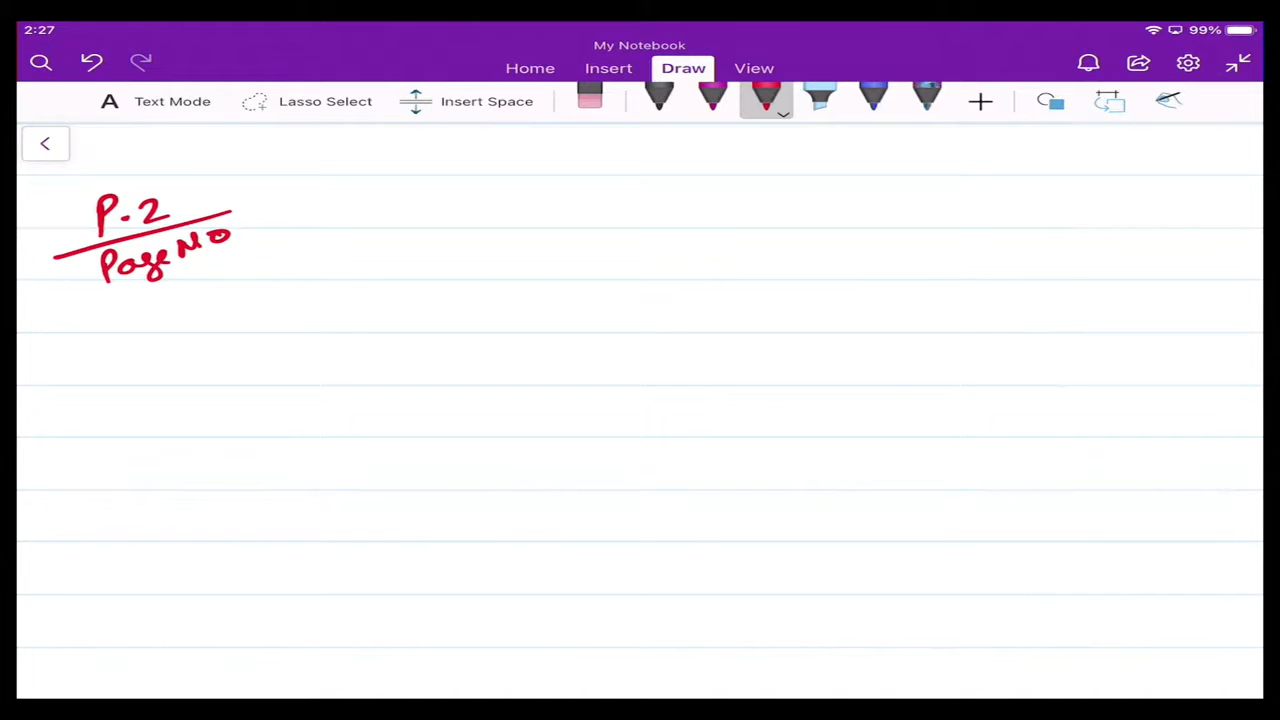 2:27
99%
My Notebook
Home Insert Draw View
A Text Mode Lasso Select Insert Space
P.2
Page No